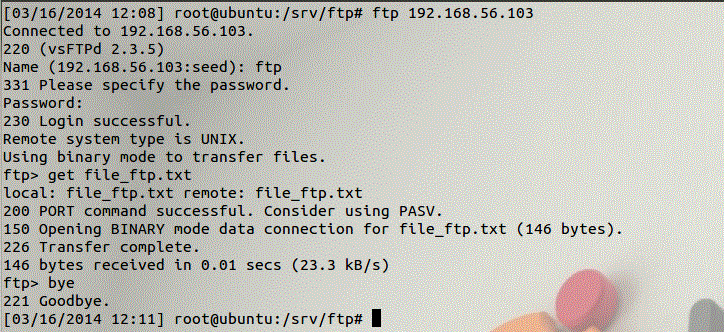 [03/16/2014 12:08] root@ubuntu:/srv/ftp# ftp 192.168.56.103
Connected to 192.168.56.103.
220 (vsFTPd 2.3.5)
Name (192.168.56.103:seed): ftp
331 Please specify the password.
Password:
230 Login successful.
Remote system type is UNIX.
Using binary mode to transfer files.
ftp> get file_ftp.txt
local: file_ftp.txt remote: file_ftp.txt
200 PORT command successful. Consider using PASV.
150 Opening BINARY mode data connection for file_ftp.txt (146 bytes).
226 Transfer complete.
146 bytes received in 0.01 secs (23.3 kB/s)
ftp> bye
221 Goodbye.
[03/16/2014 12:11] root@ubuntu:/srv/ftp#